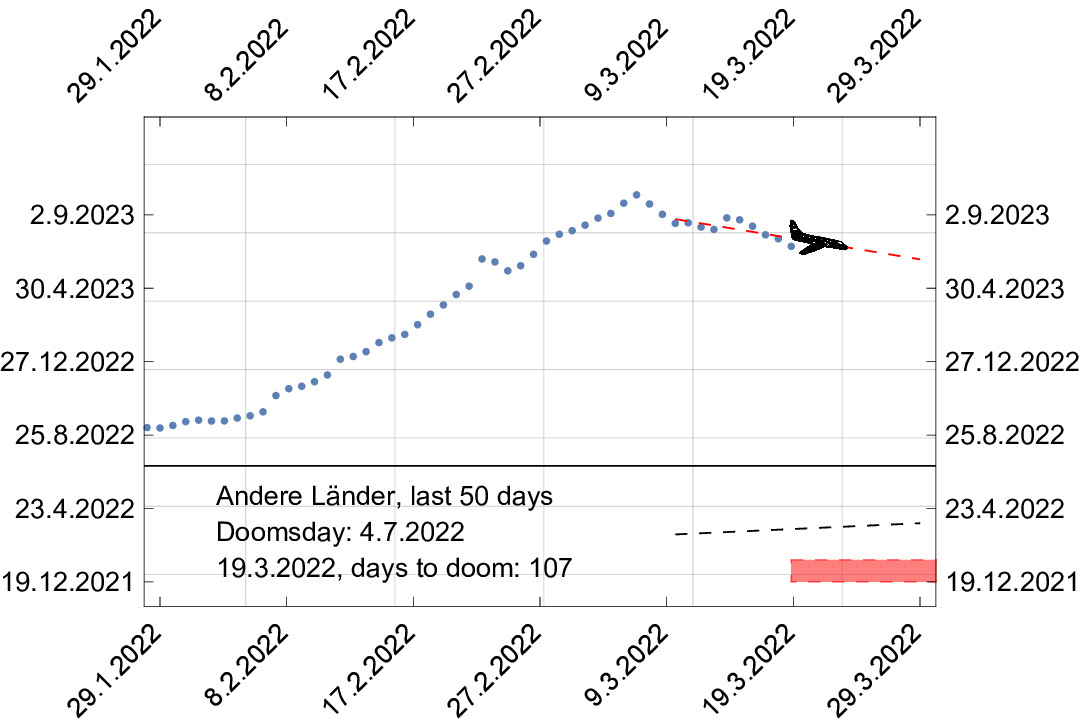 29.1.2022 8.2.2022 17.2.2022 27.2.2022 9.3.2022 19.3.2022 29.3.2022
2.9.2023 2.9.2023
30.4.2023 30.4.2023
27.12.2022 27.12.2022
25.8.2022 25.8.2022
Andere Länder, last 50 days
23.4.2022 23.4.2022
Doomsday: 4.7.2022
19.3.2022, days to doom: 107
19.12.2021 19.12.2021
29.1.2022 8.2.2022 17.2.2022 27.2.2022 9.3.2022 19.3.2022 29.3.2022